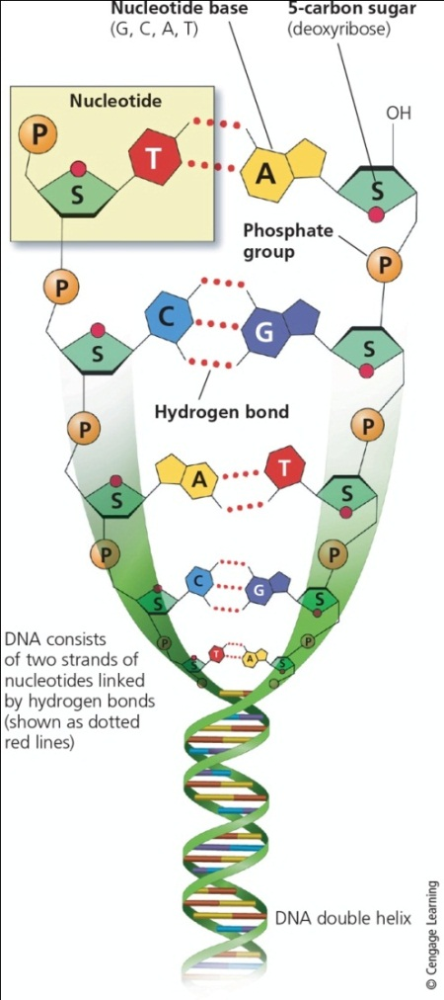 Nucleotide base
(G, C, A, T)
5-carbon sugar
(deoxyribose)
Nucleotide
OH
P
T
A
S
S
Phosphate
group
P
P
C
G
S
S
Hydrogen bond
P
P
A
T
S
S
P
P
C
G
S
S
DNA consists
of two strands of
nucleotides linked
by hydrogen bonds
(shown as dotted
red lines)
P
P
T
A
S
S
DNA double helix
© Cengage Learning